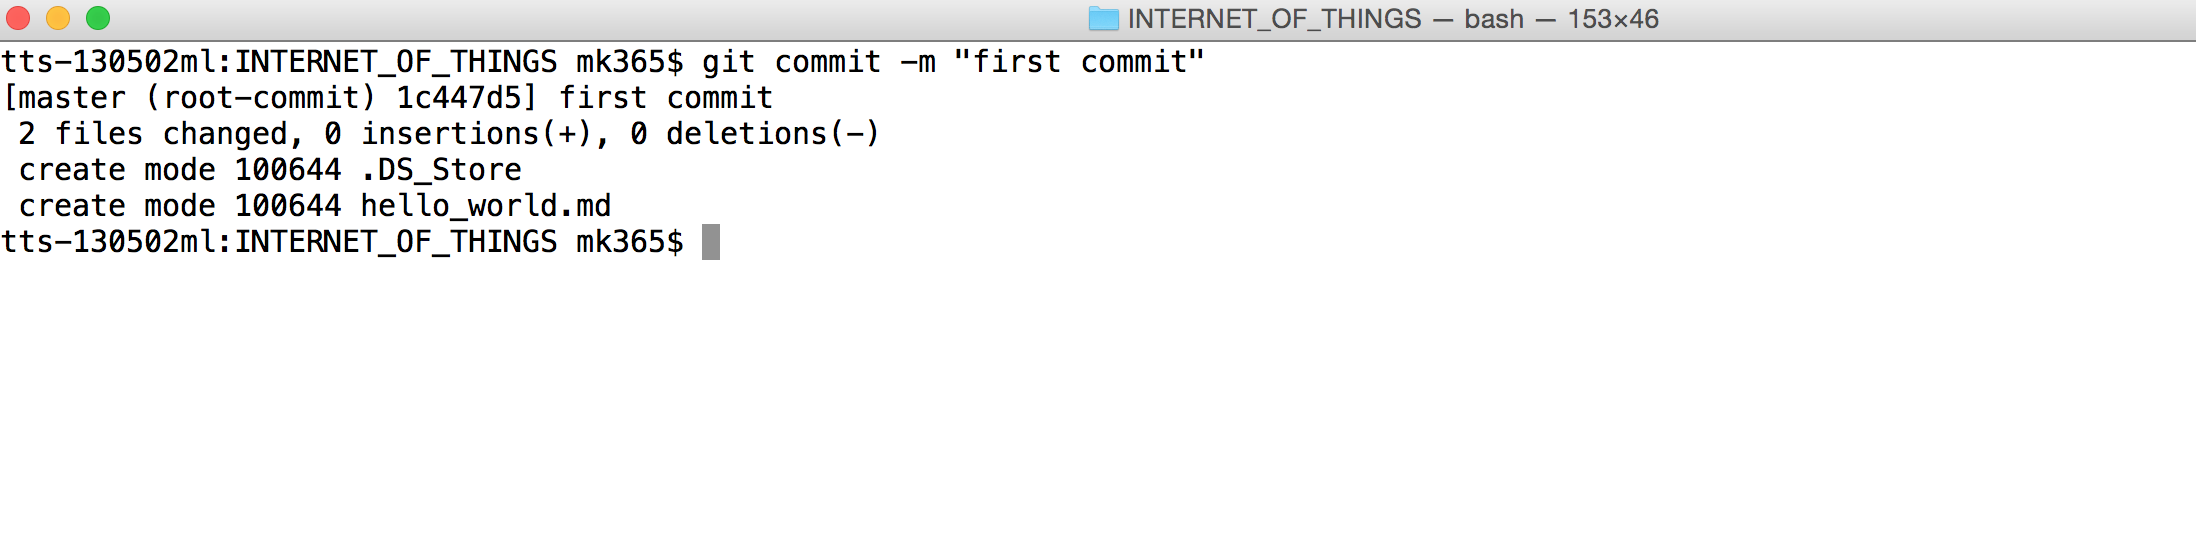 INTERNET_OF_THINGS — bash — 153×46
tts-130502ml:INTERNET_OF_THINGS mk365$ git commit -m "first commit"
[master (root-commit) 1c447d5] first commit
 2 files changed, 0 insertions(+), 0 deletions(-)
 create mode 100644 .DS_Store
 create mode 100644 hello_world.md
tts-130502ml:INTERNET_OF_THINGS mk365$